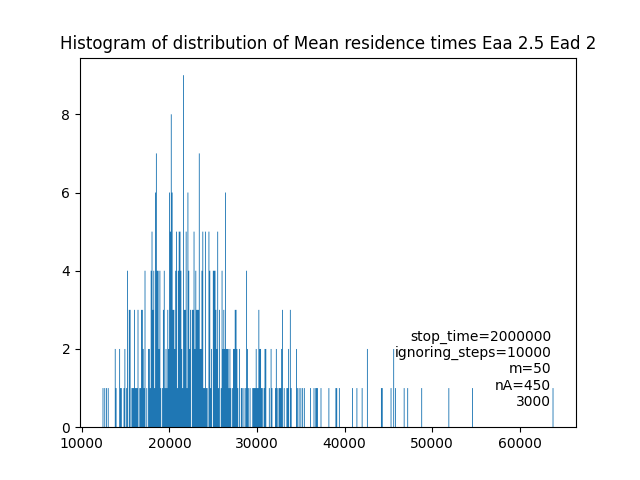 Histogram of distribution of Mean residence times Eaa 2.5 Ead 2
8
6
4
2
0
stop_time=2000000
ignoring_steps=10000
m=50
nA=450
3000
10000 20000 30000 40000 50000 60000